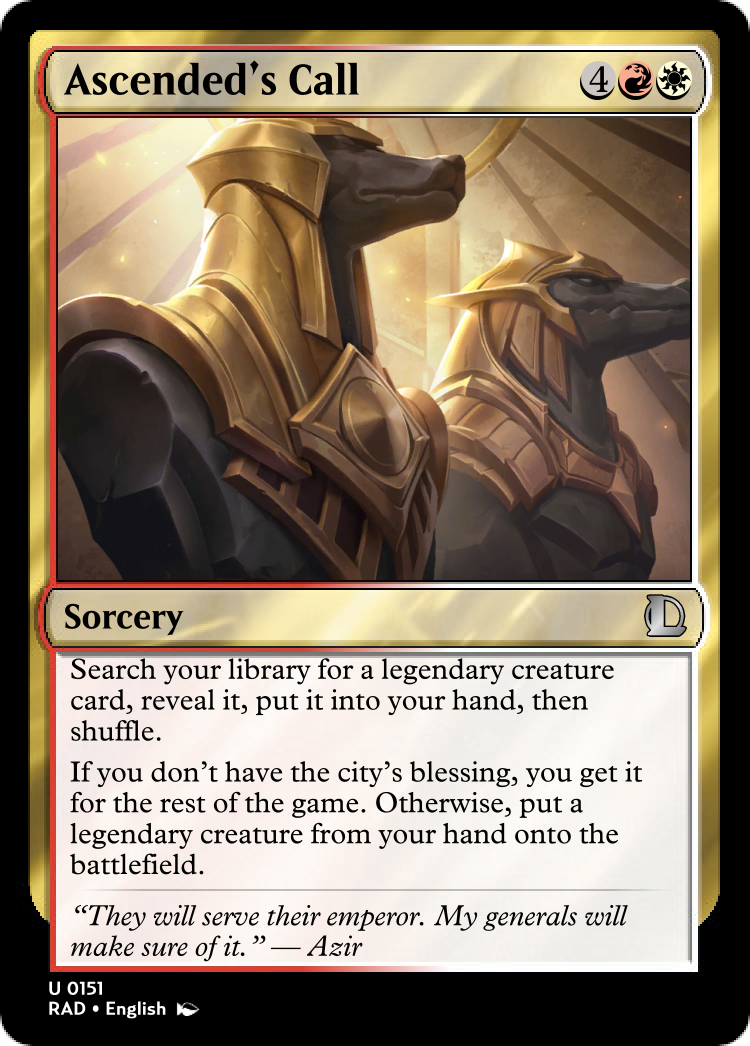 Ascended's Call 4
Sorcery
Search your library for a legendary creature
card, reveal it, put it into your hand, then
shuffle.
If you don't have the city's blessing, you get it
for the rest of the game. Otherwise, put a
legendary creature from your hand onto the
battlefield.
"They will serve their emperor. My generals will
make sure of it." — Azir
U 0151
RAD • English